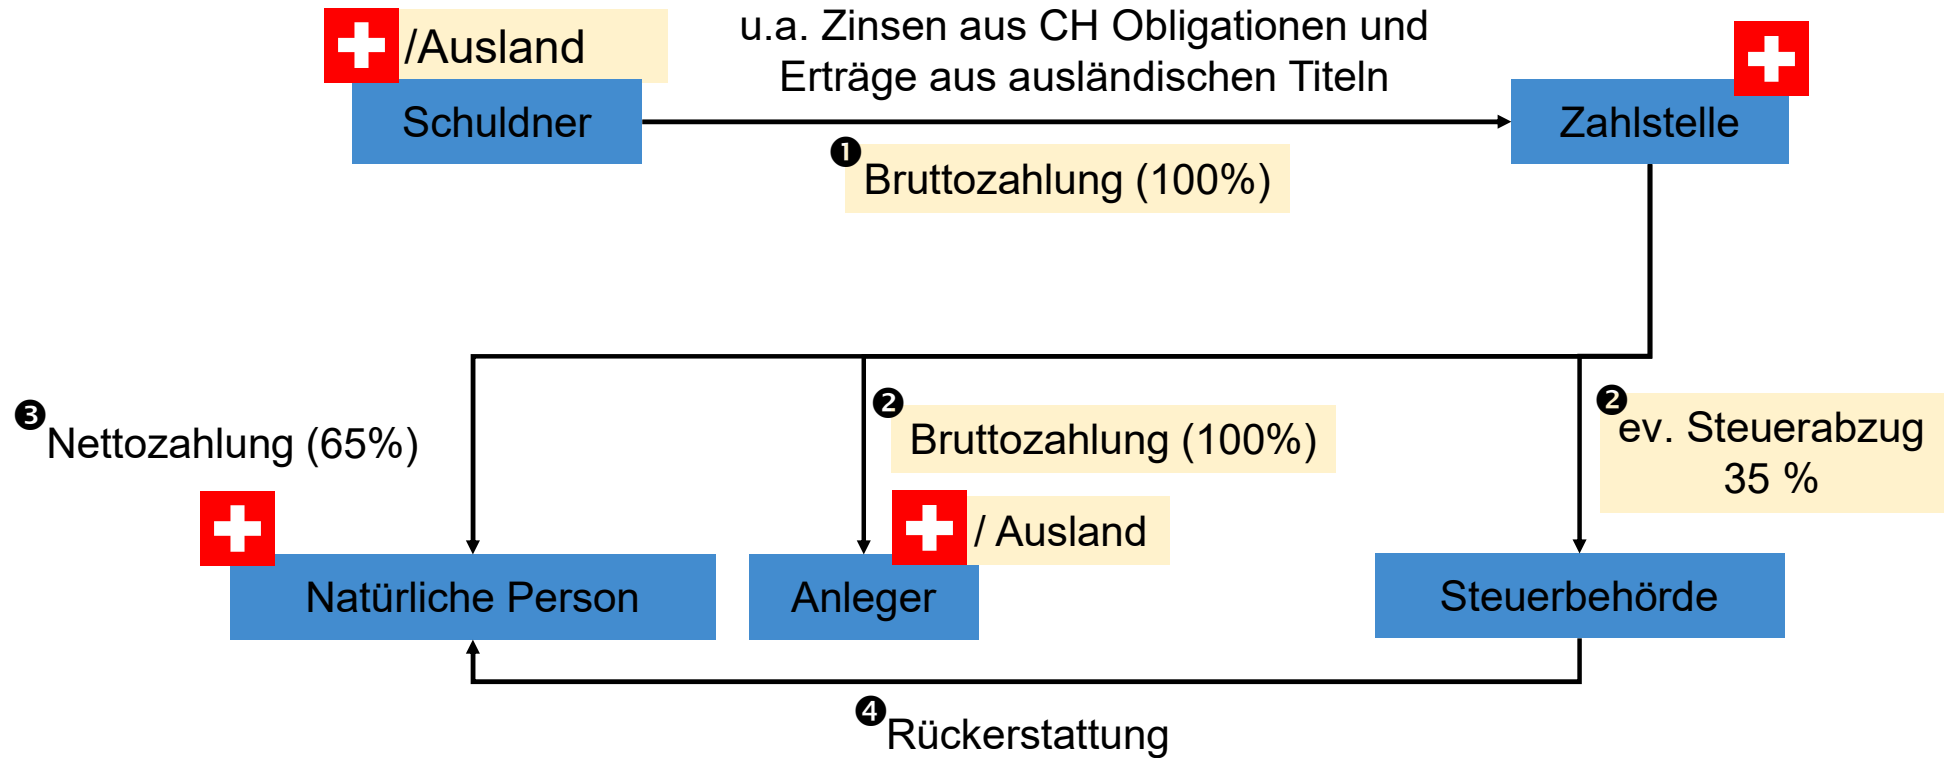 /Ausland
u.a. Zinsen aus CH Obligationen und
Erträge aus ausländischen Titeln
Schuldner
Zahlstelle
❶
Bruttozahlung (100%)
❸
Nettozahlung (65%)
❷
Bruttozahlung (100%)
❷
ev. Steuerabzug
35 %
/ Ausland
Natürliche Person
Anleger
Steuerbehörde
❹
Rückerstattung